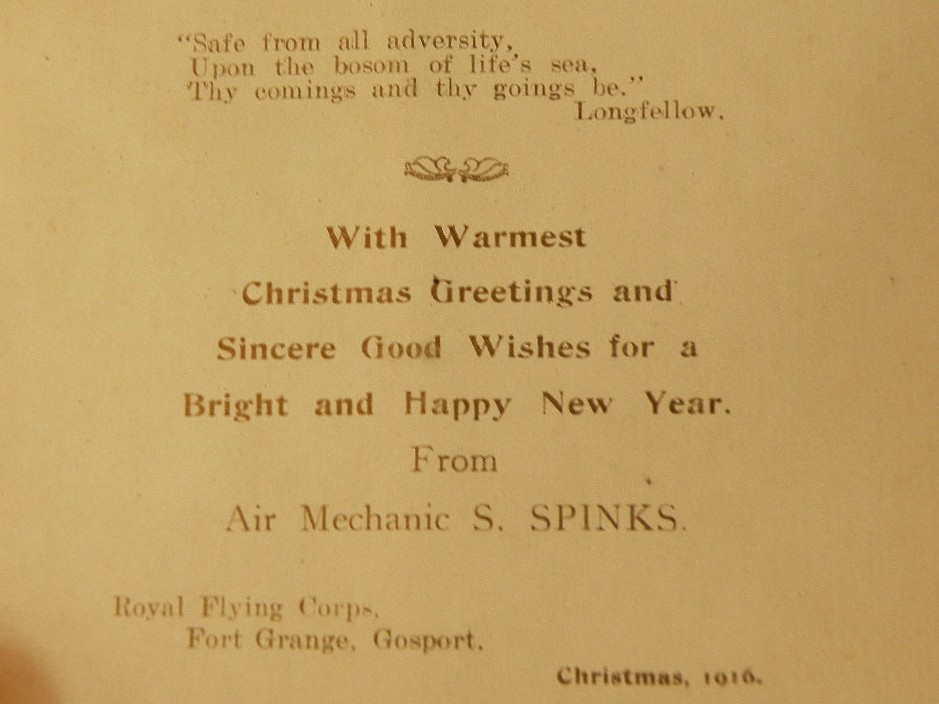 “Safe from all adversity,
Upon the bosom of life's sea,
Thy comings and thy goings be.”
Longfellow.
With Warmest
Christmas Greetings and
Sincere Good Wishes for a
Bright and Happy New Year.
From
Air Mechanic S. SPINKS.
Royal Flying Corps,
Fort Grange, Gosport.
Christmas, 1916.